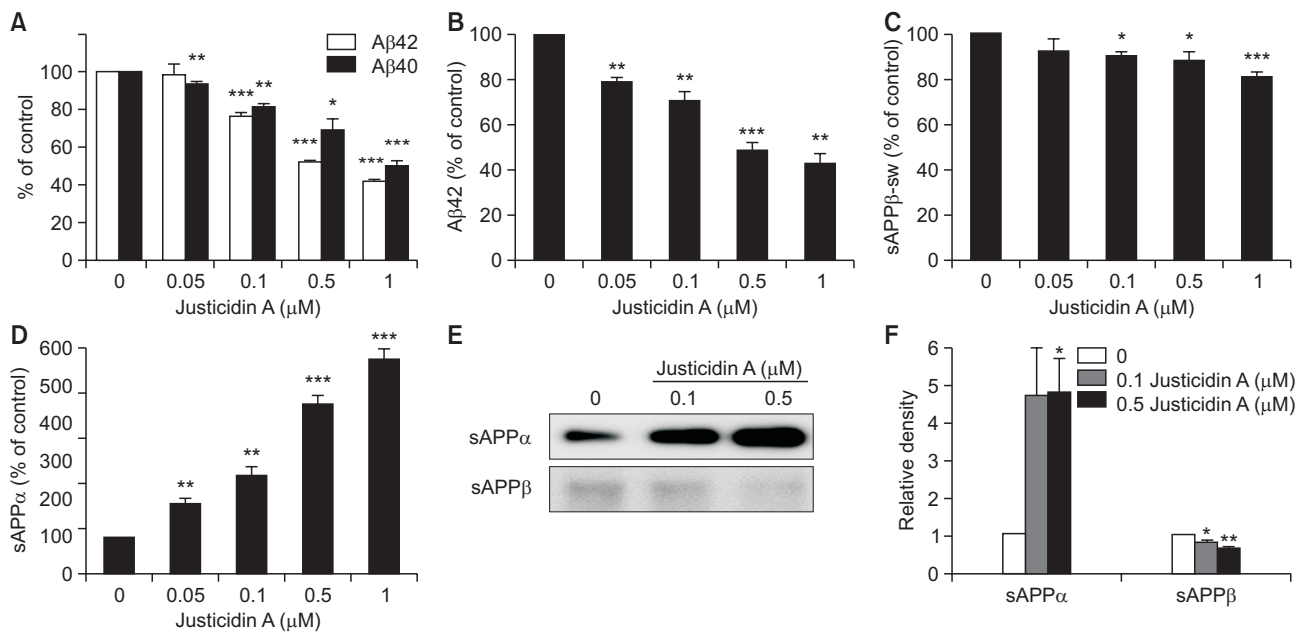 A
Aβ42
Aβ40
% of control
120
100
80
60
40
20
0
**
*** **
*** *
*** ***
0 0.05 0.1 0.5 1
Justicidin A (μM)
B
Aβ42 (% of control)
100
80
60
40
20
0
**
**
***
**
0 0.05 0.1 0.5 1
Justicidin A (μM)
C
sAPPβ-sw (% of control)
100
80
60
40
20
0
*
*
***
0 0.05 0.1 0.5 1
Justicidin A (μM)
D
sAPPα (% of control)
600
500
400
300
200
100
0
**
**
***
***
0 0.05 0.1 0.5 1
Justicidin A (μM)
E
Justicidin A (μM)
0 0.1 0.5
sAPPα
sAPPβ
F
0
0.1 Justicidin A (μM)
0.5 Justicidin A (μM)
Relative density
6
5
4
3
2
1
0
*
* **
sAPPα sAPPβ